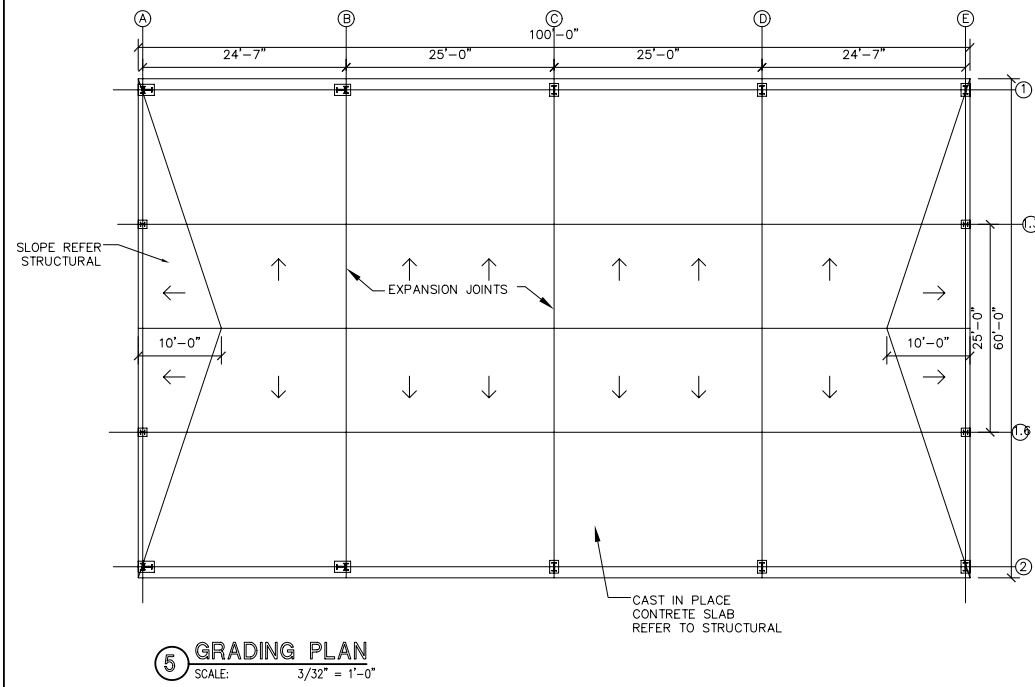 A B C D E
100'-0"
24'-7" 25'-0" 25'-0" 24'-7"
1
SLOPE REFER
STRUCTURAL
EXPANSION JOINTS
10'-0" 10'-0"
25'-0"
60'-0"
1.6
2
CAST IN PLACE
CONTRETE SLAB
REFER TO STRUCTURAL
5 GRADING PLAN
SCALE: 3/32" = 1'-0"